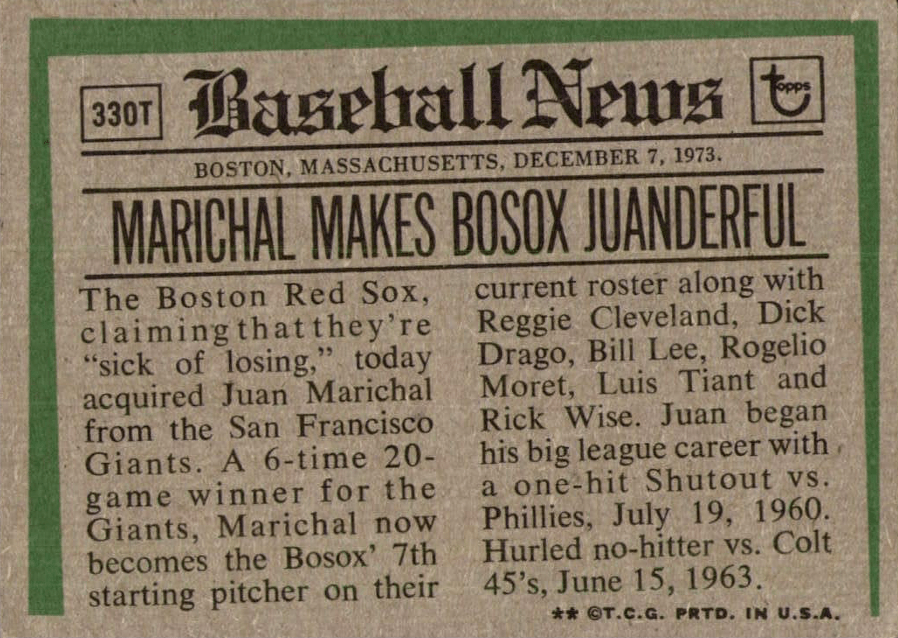 330T
Baseball News
topps
BOSTON, MASSACHUSETTS, DECEMBER 7, 1973.
MARICHAL MAKES BOSOX JUANDERFUL
The Boston Red Sox,
claiming that they're
“sick of losing,” today
acquired Juan Marichal
from the San Francisco
Giants. A 6-time 20-
game winner for the
Giants, Marichal now
becomes the Bosox' 7th
starting pitcher on their
current roster along with
Reggie Cleveland, Dick
Drago, Bill Lee, Rogelio
Moret, Luis Tiant and
Rick Wise. Juan began
his big league career with
a one-hit Shutout vs.
Phillies, July 19, 1960.
Hurled no-hitter vs. Colt
45's, June 15, 1963.
** ©T.C.G. PRTD. IN U.S.A.